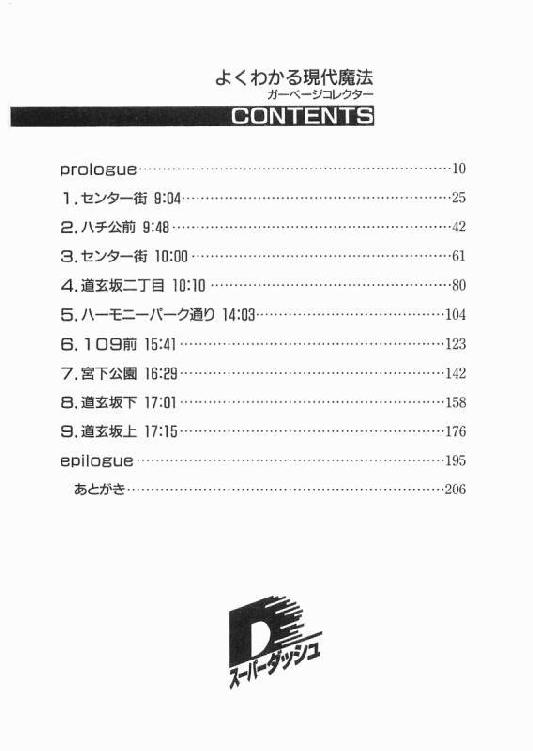 よくわかる現代魔法
ガーベージコレクター
CONTENTS
prologue……………………10
1.センター街 9:04……………………25
2.ハチ公前 9:48……………………42
3.センター街 10:00……………………61
4.道玄坂二丁目 10:10……………………80
5.ハーモニーパーク通り 14:03……………………104
6.109前 15:41……………………123
7.宮下公園 16:29……………………142
8.道玄坂下 17:01……………………158
9.道玄坂上 17:15……………………176
epilogue……………………195
あとがき……………………206
D
スーパーダッシュ